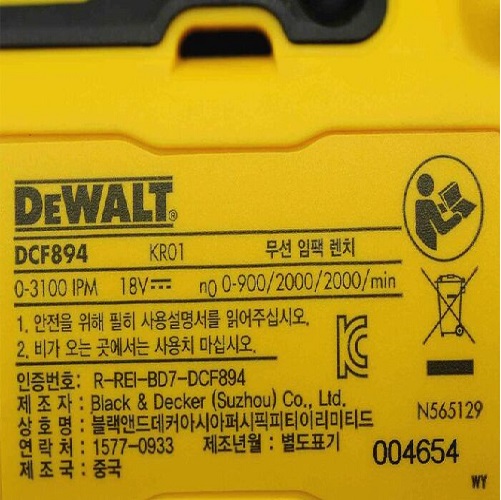 DEWALT®
DCF894 KR01 무선 임팩 렌치
0-3100 IPM 18V⎓ n0 0-900/2000/2000/min
1. 안전을 위해 필히 사용설명서를 읽어주십시오.
2. 비가 오는 곳에서는 사용치 마십시오.
인증번호: R-REI-BD7-DCF894
제 조 자 : Black & Decker (Suzhou) Co., Ltd.
상 호 명 : 블랙앤드데커아시아퍼시픽피티이리미티드
N565129
연 락 처 : 1577-0933 제조년월 : 별도표기
004654
제 조 국 : 중국
WY